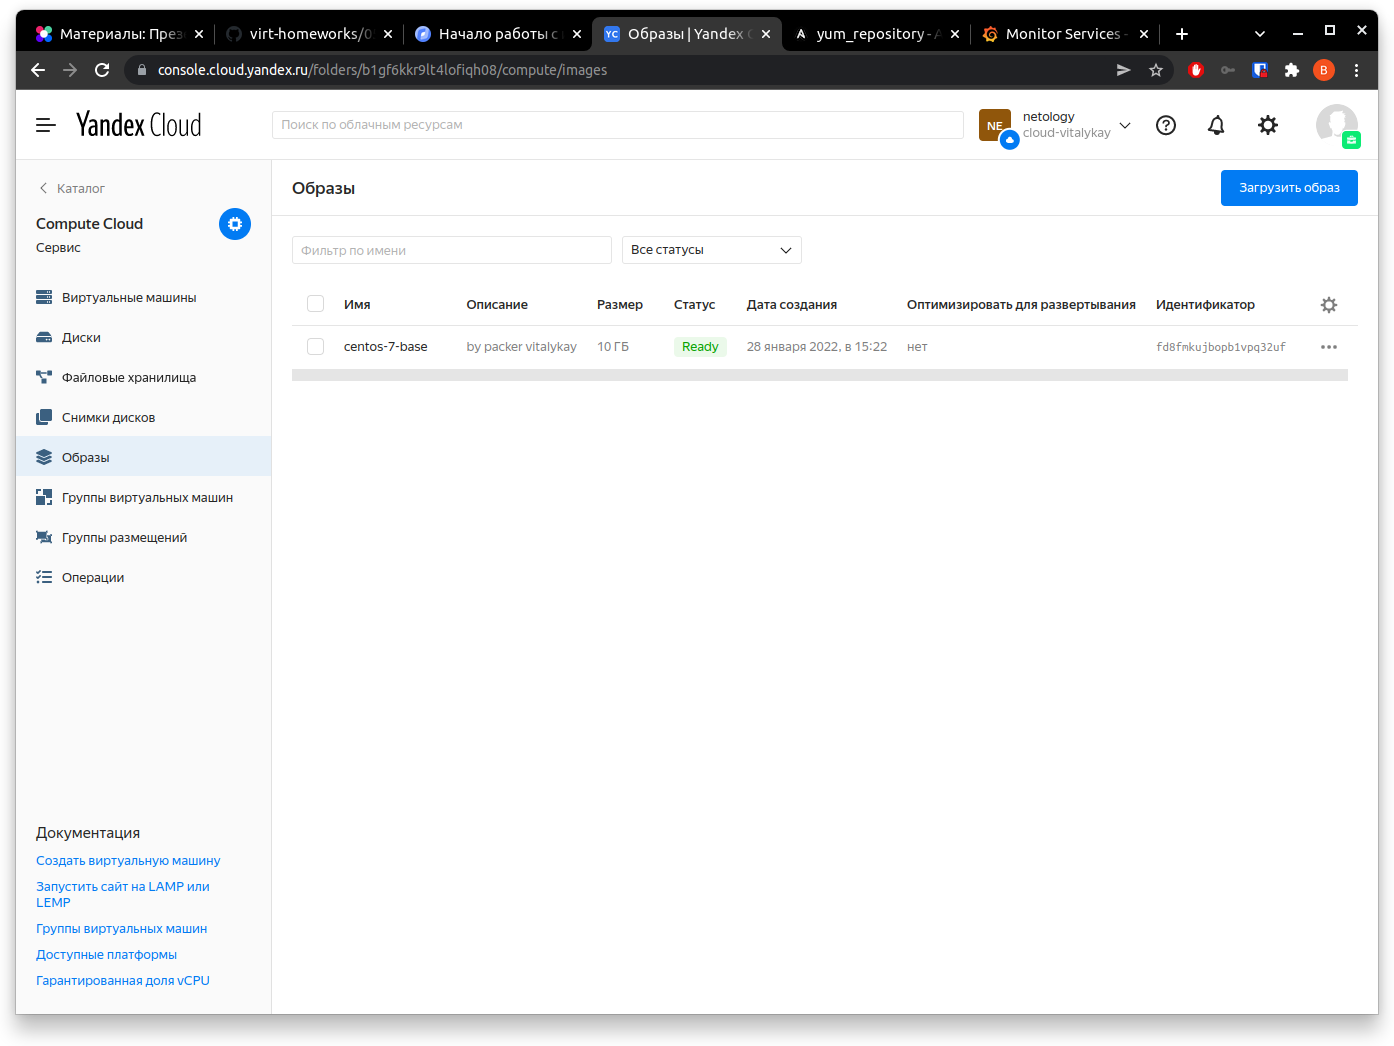 Материалы: През
virt-homeworks/0
Начало работы с
Образы | Yandex C
yum_repository - A
Monitor Services -
console.cloud.yandex.ru/folders/b1gf6kkr9lt4lofiqh08/compute/images
B
Yandex Cloud
Поиск по облачным ресурсам
NE
netology
cloud-vitalykay
Каталог
Compute Cloud
Сервис
Виртуальные машины
Диски
Файловые хранилища
Снимки дисков
Образы
Группы виртуальных машин
Группы размещений
Операции
Документация
Создать виртуальную машину
Запустить сайт на LAMP или
LEMP
Группы виртуальных машин
Доступные платформы
Гарантированная доля vCPU
Образы
Загрузить образ
Фильтр по имени
Все статусы
Имя Описание Размер Статус Дата создания Оптимизировать для развертывания Идентификатор
centos-7-base by packer vitalykay 10 ГБ Ready 28 января 2022, в 15:22 нет fd8fmkujbopb1vpq32uf